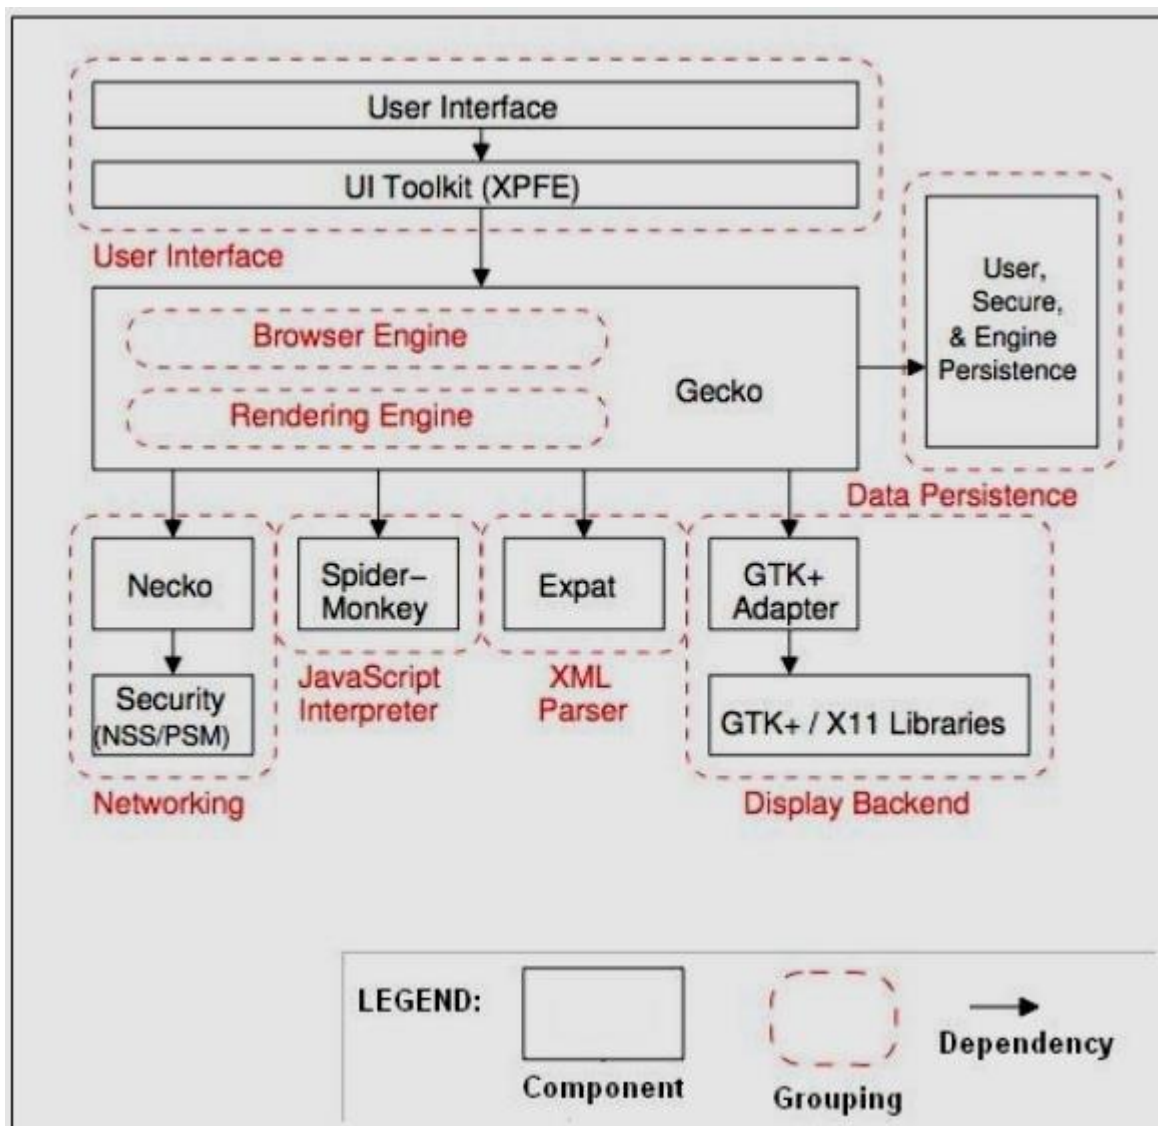 User Interface
UI Toolkit (XPFE)
User Interface
User,
Secure,
& Engine
Persistence
Browser Engine
Rendering Engine
Gecko
Data Persistence
Necko
Spider–
Monkey
Expat
GTK+
Adapter
Security
(NSS/PSM)
JavaScript
Interpreter
XML
Parser
GTK+ / X11 Libraries
Networking
Display Backend
LEGEND:
Component
Grouping
Dependency